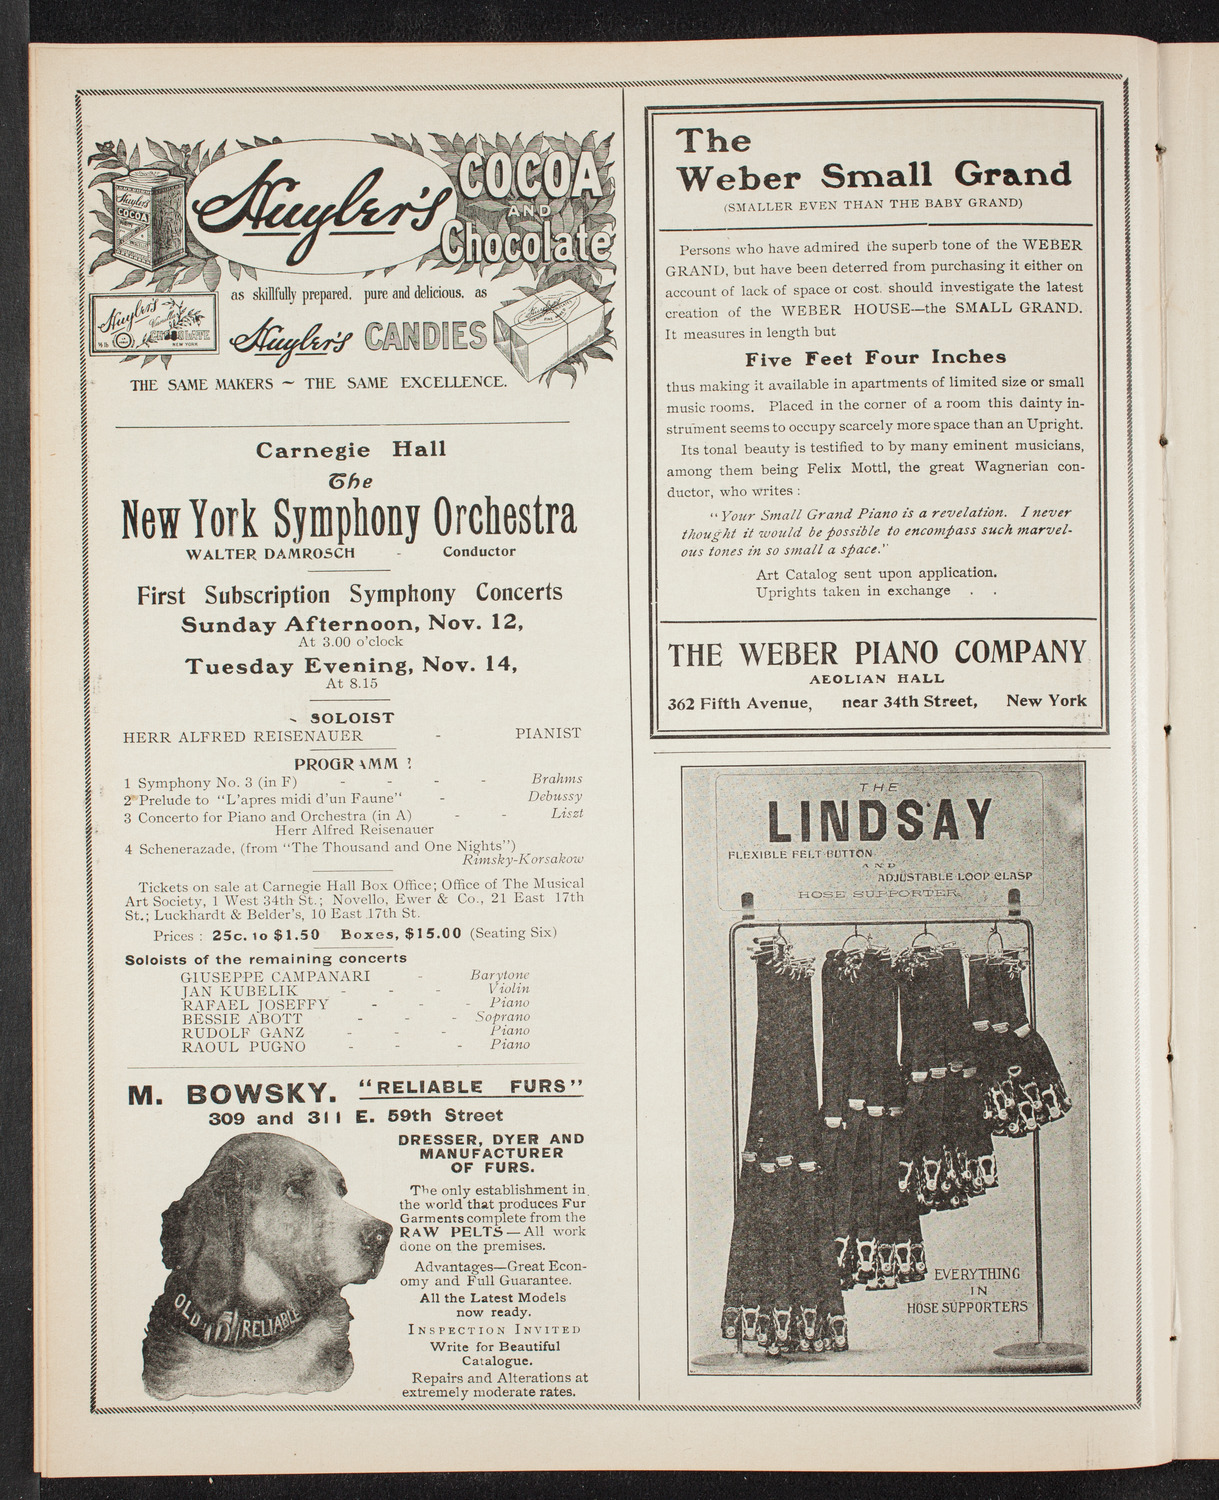 Huyler's
COCOA
AND
Chocolate
Huyler's
COCOA
Huyler's
Vanilla
CHOCOLATE
NEW YORK
as skillfully prepared, pure and delicious, as
Huyler's CANDIES
THE SAME MAKERS ~ THE SAME EXCELLENCE.
Carnegie Hall
The
New York Symphony Orchestra
WALTER DAMROSCH - Conductor
First Subscription Symphony Concerts
Sunday Afternoon, Nov. 12,
At 3.00 o'clock
Tuesday Evening, Nov. 14,
At 8.15
SOLOIST
HERR ALFRED REISENAUER - PIANIST
PROGRAMM
1 Symphony No. 3 (in F) - - - - Brahms
2 Prelude to "L'apres midi d'un Faune" - Debussy
3 Concerto for Piano and Orchestra (in A) - - Liszt
Herr Alfred Reisenauer
4 Schenerazade, (from "The Thousand and One Nights")
Rimsky-Korsakow
Tickets on sale at Carnegie Hall Box Office; Office of The Musical
Art Society, 1 West 34th St.; Novello, Ewer & Co., 21 East 17th
St.; Luckhardt & Belder's, 10 East 17th St.
Prices : 25c. to $1.50 Boxes, $15.00 (Seating Six)
Soloists of the remaining concerts
GIUSEPPE CAMPANARI - Barytone
JAN KUBELIK - - - Violin
RAFAEL JOSEFFY - - - Piano
BESSIE ABOTT - - - Soprano
RUDOLF GANZ - - - Piano
RAOUL PUGNO - - - Piano
M. BOWSKY. "RELIABLE FURS"
309 and 311 E. 59th Street
DRESSER, DYER AND
MANUFACTURER
OF FURS.
The only establishment in
the world that produces Fur
Garments complete from the
RAW PELTS—All work
done on the premises.
Advantages—Great Econ-
omy and Full Guarantee.
All the Latest Models
now ready.
INSPECTION INVITED
Write for Beautiful
Catalogue.
Repairs and Alterations at
extremely moderate rates.
OLD RELIABLE
The
Weber Small Grand
(SMALLER EVEN THAN THE BABY GRAND)
Persons who have admired the superb tone of the WEBER
GRAND, but have been deterred from purchasing it either on
account of lack of space or cost, should investigate the latest
creation of the WEBER HOUSE—the SMALL GRAND.
It measures in length but
Five Feet Four Inches
thus making it available in apartments of limited size or small
music rooms. Placed in the corner of a room this dainty in-
strument seems to occupy scarcely more space than an Upright.
Its tonal beauty is testified to by many eminent musicians,
among them being Felix Mottl, the great Wagnerian con-
ductor, who writes :
"Your Small Grand Piano is a revelation. I never
thought it would be possible to encompass such marvel-
ous tones in so small a space."
Art Catalog sent upon application.
Uprights taken in exchange . .
THE WEBER PIANO COMPANY
AEOLIAN HALL
362 Fifth Avenue, near 34th Street, New York
THE
LINDSAY
FLEXIBLE FELT BUTTON
AND
ADJUSTABLE LOOP CLASP
HOSE SUPPORTER
EVERYTHING
IN
HOSE SUPPORTERS